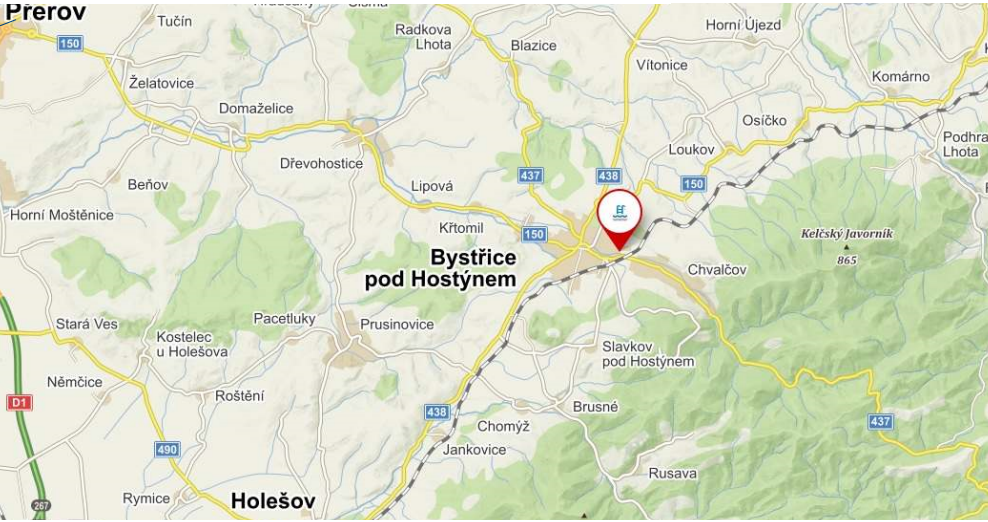 Přerov
Tučín
Radkova
Lhota
Blazice
Horní Újezd
Vítonice
Komárno
150
Želatovice
Domaželice
Osíčko
Loukov
Podhra
Lhota
Dřevohostice
Beňov
Lipová
437
438
150
Horní Moštěnice
Křtomil
150
Kelčský Javorník
865
Bystřice
pod Hostýnem
Chvalčov
Stará Ves
Pacetluky
Prusinovice
Kostelec
u Holešova
Slavkov
pod Hostýnem
Němčice
Roštění
D1
438
Brusné
437
Chomýž
490
Jankovice
Rusava
Rymice
Holešov
267